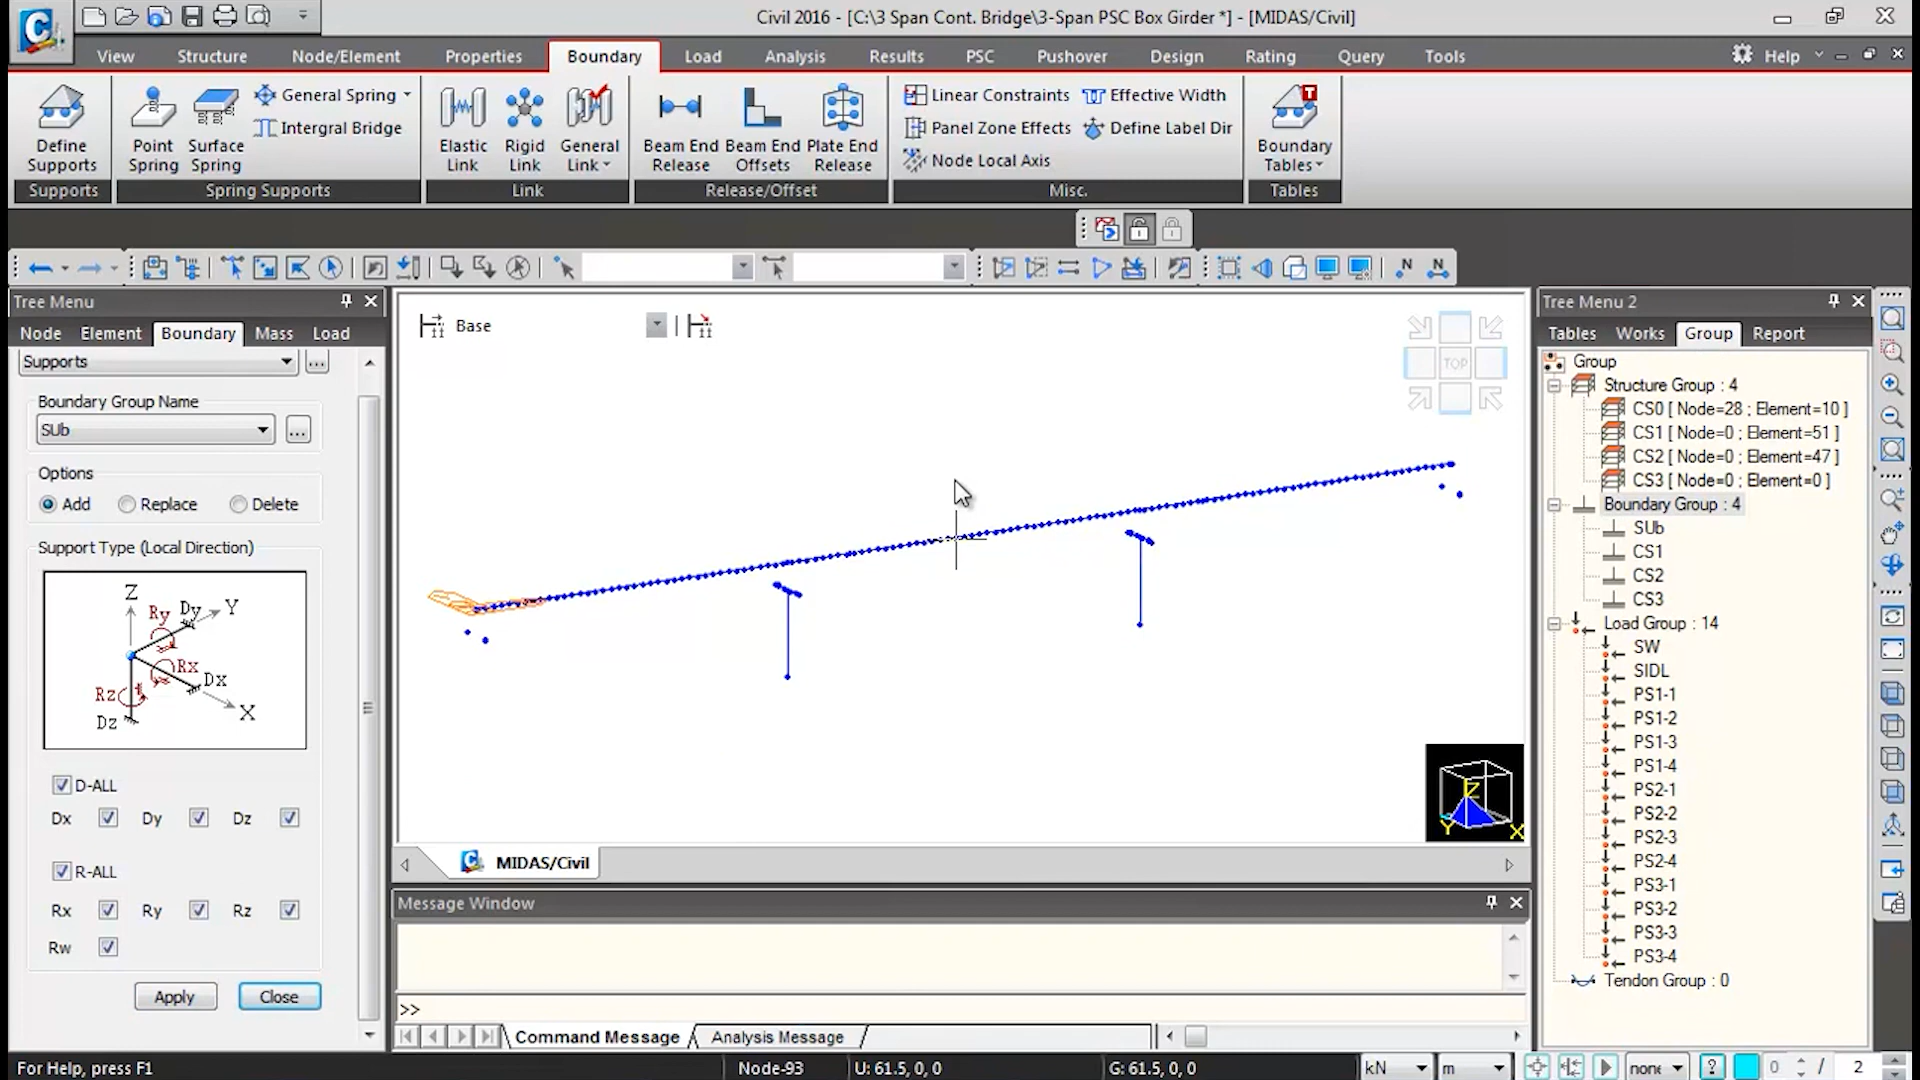 Civil 2016 - [C:\3 Span Cont. Bridge\3-Span PSC Box Girder *] - [MIDAS/Civil]
View Structure Node/Element Properties Boundary Load Analysis Results PSC Pushover Design Rating Query Tools Help
Define Supports
Supports
Point Spring
Surface Spring
General Spring
Intergral Bridge
Spring Supports
Elastic Link
Rigid Link
General Link
Link
Beam End Release
Beam End Offsets
Plate End Release
Release/Offset
Linear Constraints
Effective Width
Panel Zone Effects
Define Label Dir
Node Local Axis
Misc.
Boundary Tables
Tables
Tree Menu
Node Element Boundary Mass Load
Supports
Boundary Group Name
SUb
Options
Add Replace Delete
Support Type (Local Direction)
Z
Ry Dy Y
Rx
Dx
Rz
Dz
X
D-ALL
Dx Dy Dz
R-ALL
Rx Ry Rz
Rw
Apply Close
Base
TOP
Z
Y X
MIDAS/Civil
Message Window
>>
Command Message Analysis Message
Tree Menu 2
Tables Works Group Report
Group
Structure Group : 4
CS0 [ Node=28 ; Element=10 ]
CS1 [ Node=0 ; Element=51 ]
CS2 [ Node=0 ; Element=47 ]
CS3 [ Node=0 ; Element=0 ]
Boundary Group : 4
SUb
CS1
CS2
CS3
Load Group : 14
SW
SIDL
PS1-1
PS1-2
PS1-3
PS1-4
PS2-1
PS2-2
PS2-3
PS2-4
PS3-1
PS3-2
PS3-3
PS3-4
Tendon Group : 0
For Help, press F1
Node-93
U: 61.5, 0, 0
G: 61.5, 0, 0
kN
m
none
0
/ 2